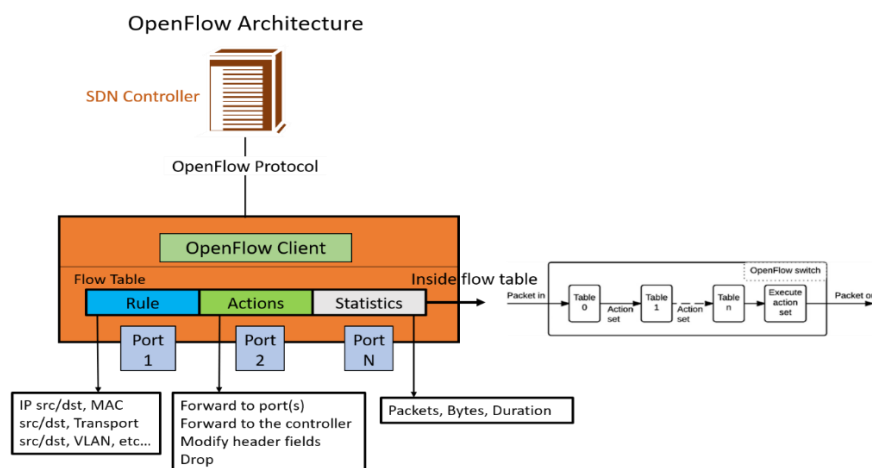 OpenFlow Architecture
SDN Controller
OpenFlow Protocol
OpenFlow Client
Flow Table
Inside flow table
Rule
Actions
Statistics
Port
1
Port
2
Port
N
IP src/dst, MAC
src/dst, Transport
src/dst, VLAN, etc...
Forward to port(s)
Forward to the controller
Modify header fields
Drop
Packets, Bytes, Duration
OpenFlow switch
Packet in
Table
0
Action
set
Table
1
Action
set
Table
n
Execute
action
set
Packet ou